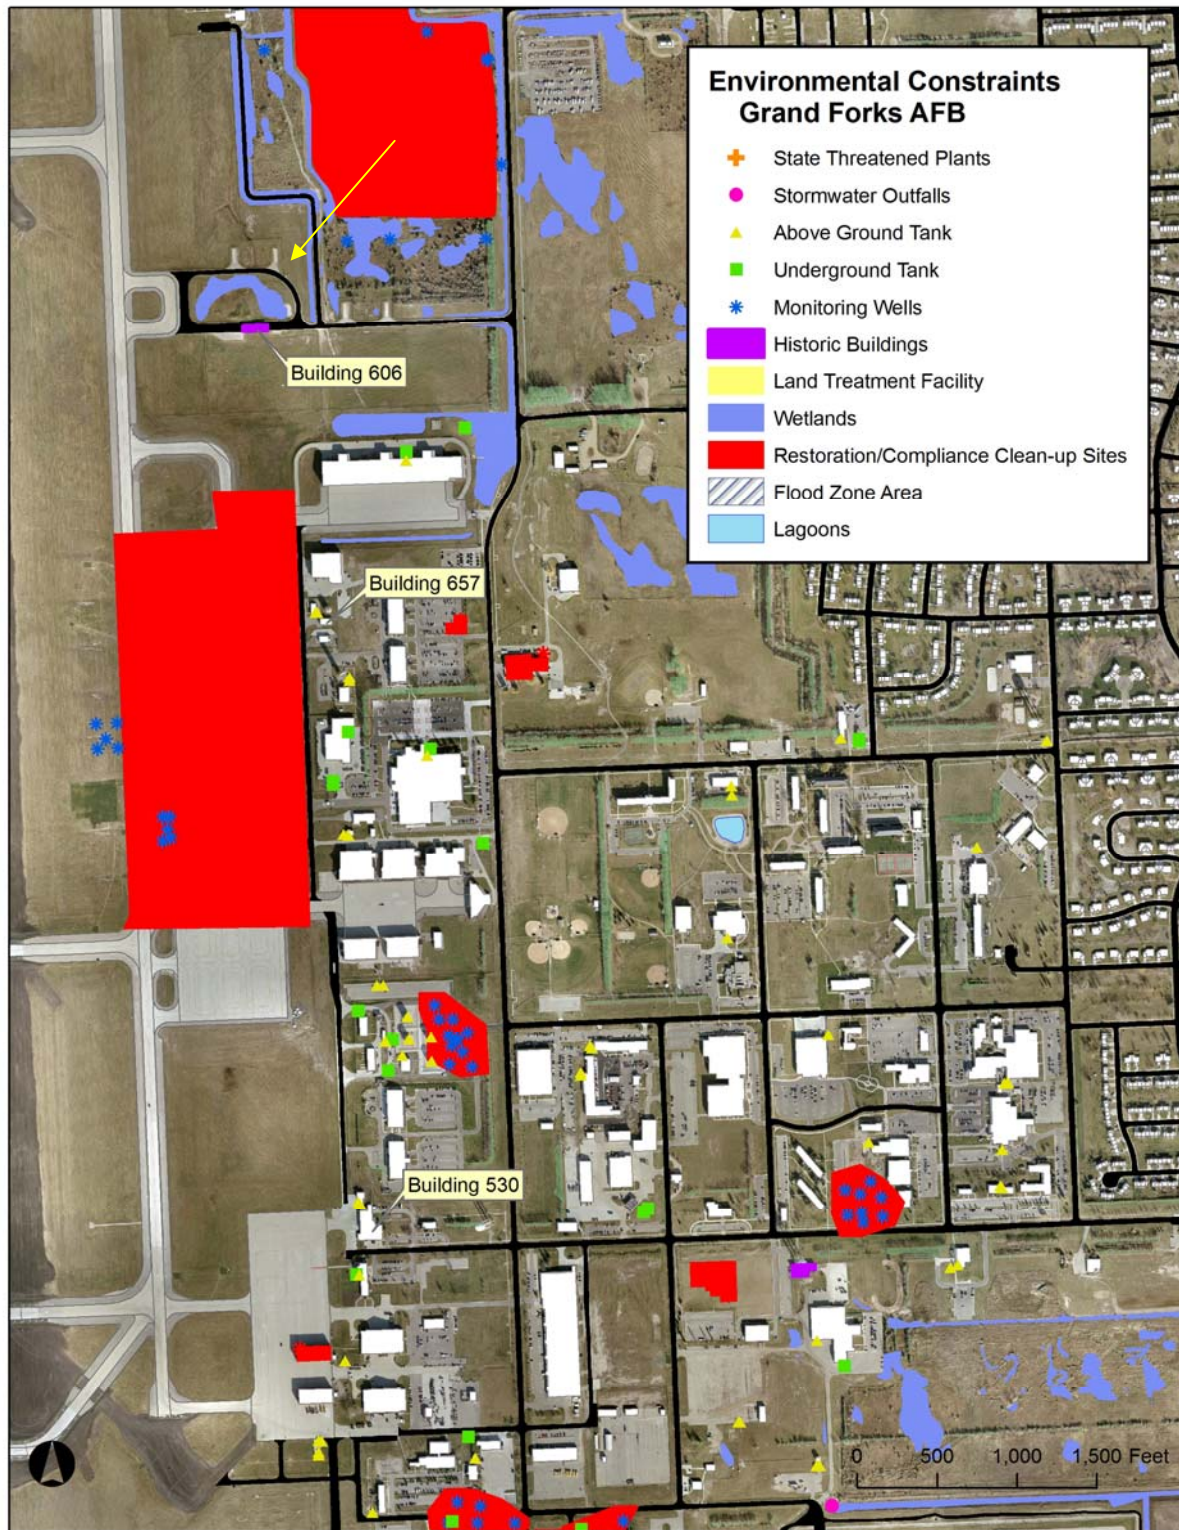 Environmental Constraints
Grand Forks AFB
State Threatened Plants
Stormwater Outfalls
Above Ground Tank
Underground Tank
Monitoring Wells
Historic Buildings
Land Treatment Facility
Wetlands
Restoration/Compliance Clean-up Sites
Flood Zone Area
Lagoons
Building 606
Building 657
Building 530
0 500 1,000 1,500 Feet